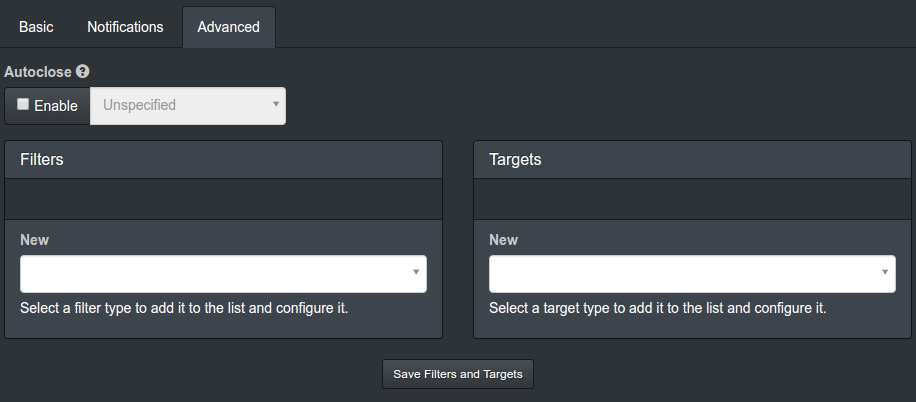 Basic Notifications Advanced
Autoclose ?
Enable Unspecified
Filters
Targets
New
New
Select a filter type to add it to the list and configure it.
Select a target type to add it to the list and configure it.
Save Filters and Targets